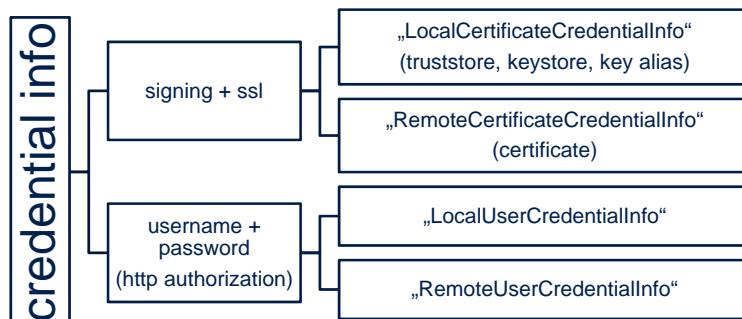 credential info
signing + ssl
„LocalCertificateCredentialInfo“
(truststore, keystore, key alias)
„RemoteCertificateCredentialInfo“
(certificate)
username +
password
(http authorization)
„LocalUserCredentialInfo“
„RemoteUserCredentialInfo“